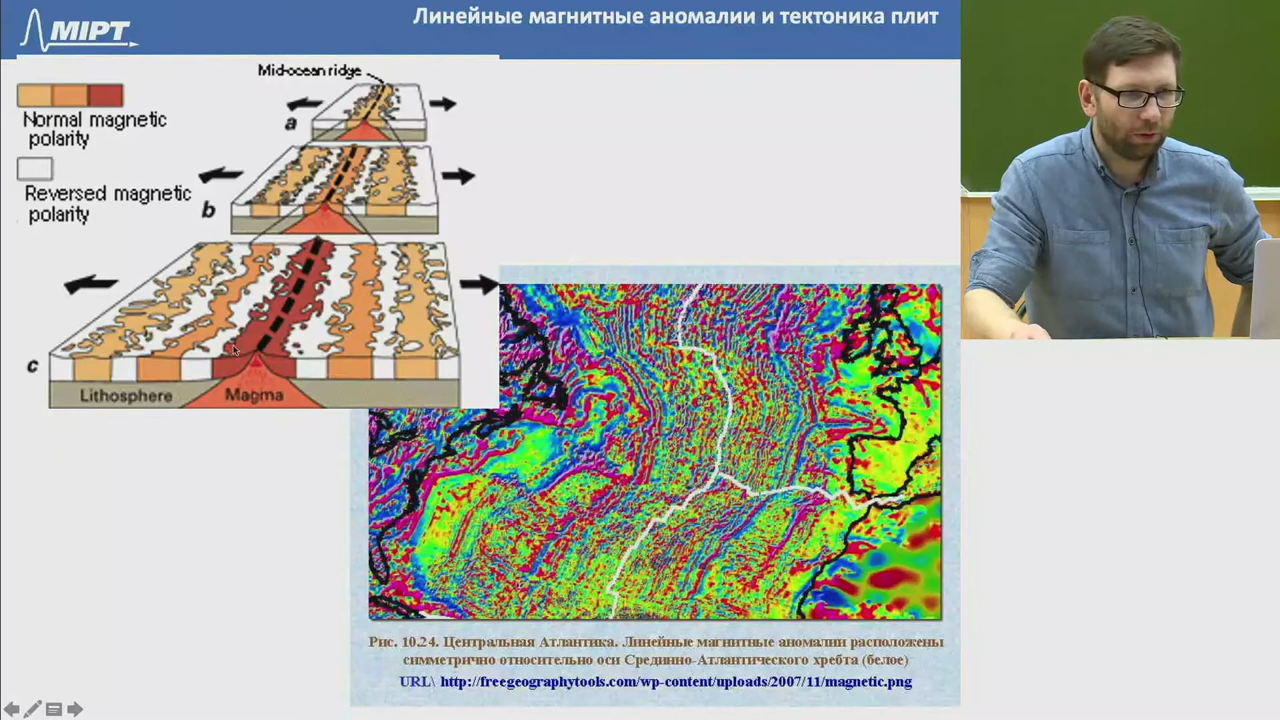 MIPT
Линейные магнитные аномалии и тектоника плит
Mid-ocean ridge
Normal magnetic
polarity
Reversed magnetic
polarity
a
b
c
Lithosphere
Magma
Рис. 10.24. Центральная Атлантика. Линейные магнитные аномалии расположены
симметрично относительно оси Срединно-Атлантического хребта (белое)
URL\ http://freegeographytools.com/wp-content/uploads/2007/11/magnetic.png